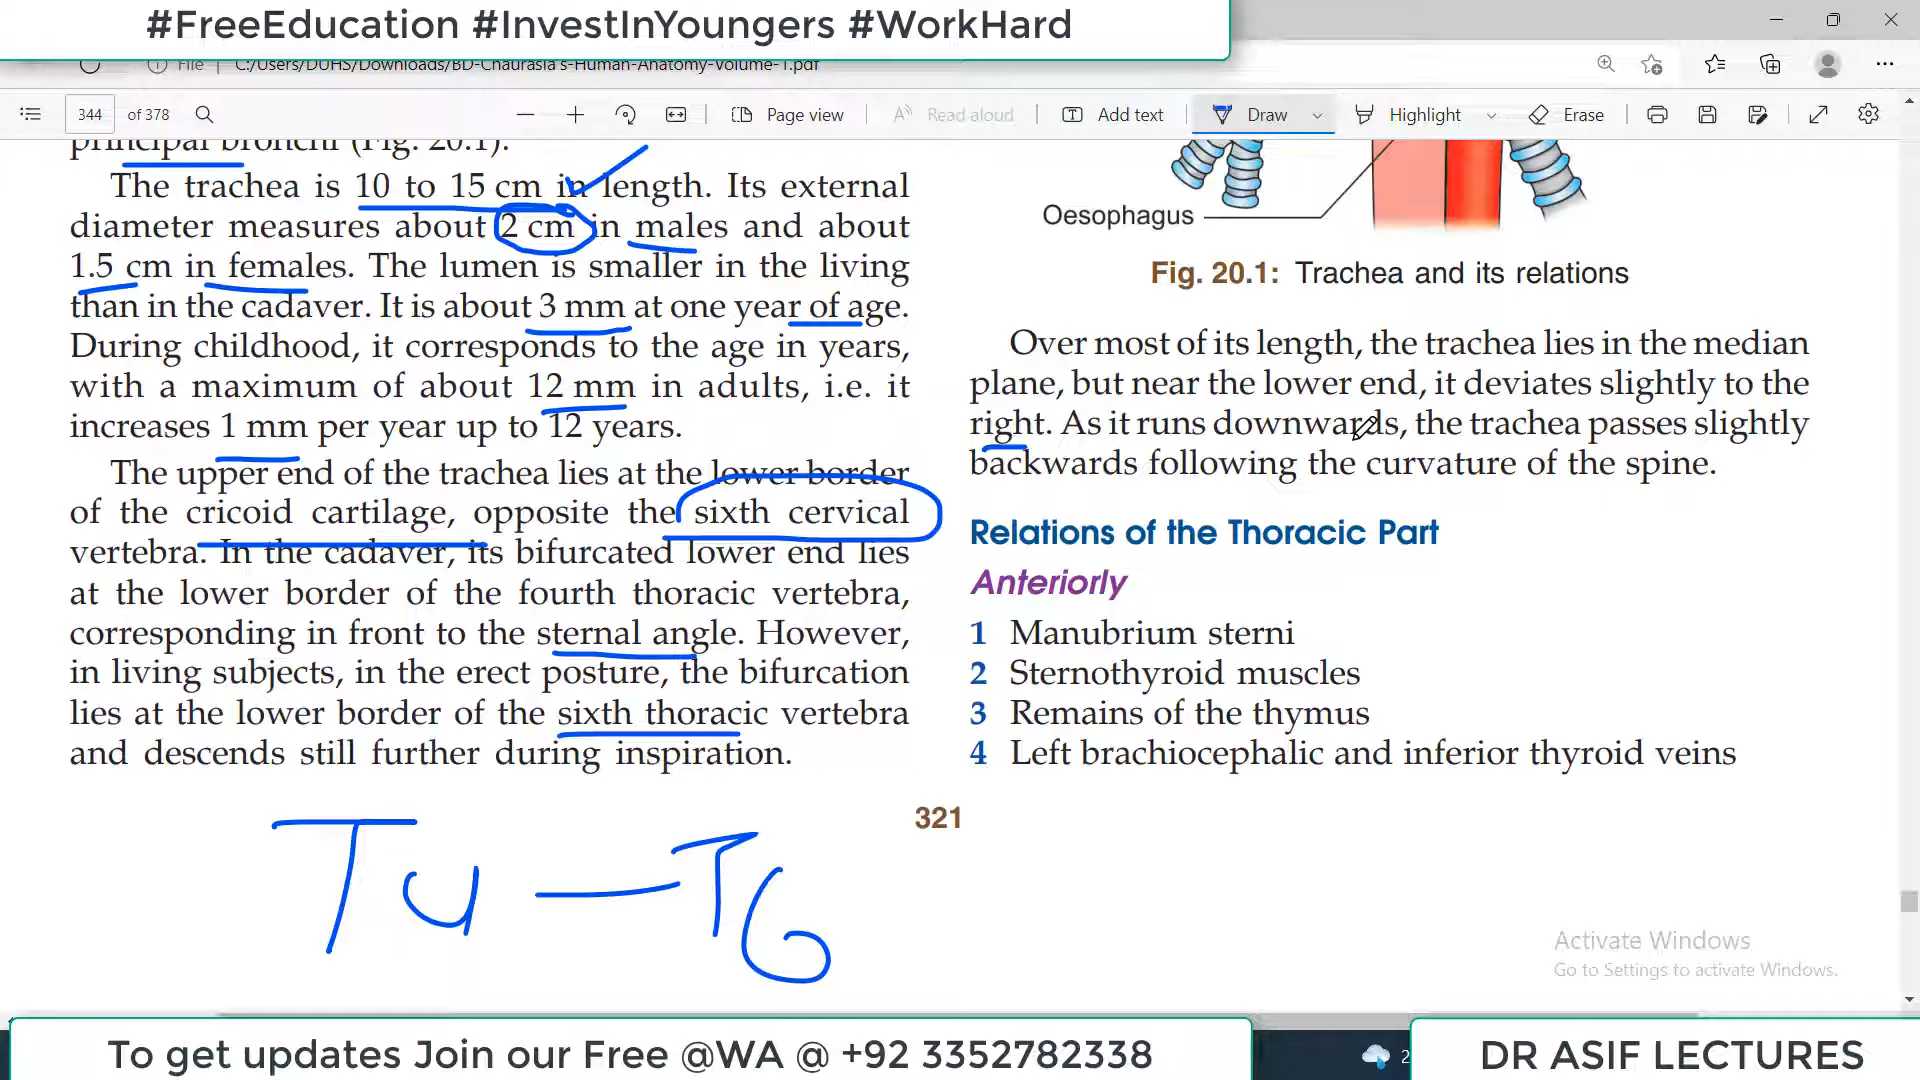 #FreeEducation #InvestInYoungers #WorkHard
File | C:/Users/DUHS/Downloads/BD-Chaurasia's-Human-Anatomy-Volume-1.pdf
344 of 378
Page view
Read aloud
Add text
Draw
Highlight
Erase
principal bronchi (Fig. 20.1).
The trachea is 10 to 15 cm in length. Its external
diameter measures about 2 cm in males and about
1.5 cm in females. The lumen is smaller in the living
than in the cadaver. It is about 3 mm at one year of age.
During childhood, it corresponds to the age in years,
with a maximum of about 12 mm in adults, i.e. it
increases 1 mm per year up to 12 years.
The upper end of the trachea lies at the lower border
of the cricoid cartilage, opposite the sixth cervical
vertebra. In the cadaver, its bifurcated lower end lies
at the lower border of the fourth thoracic vertebra,
corresponding in front to the sternal angle. However,
in living subjects, in the erect posture, the bifurcation
lies at the lower border of the sixth thoracic vertebra
and descends still further during inspiration.
Oesophagus
Fig. 20.1: Trachea and its relations
Over most of its length, the trachea lies in the median
plane, but near the lower end, it deviates slightly to the
right. As it runs downwards, the trachea passes slightly
backwards following the curvature of the spine.
Relations of the Thoracic Part
Anteriorly
1 Manubrium sterni
2 Sternothyroid muscles
3 Remains of the thymus
4 Left brachiocephalic and inferior thyroid veins
321
T4 — T6
Activate Windows
Go to Settings to activate Windows.
To get updates Join our Free @WA @ +92 3352782338
2
DR ASIF LECTURES